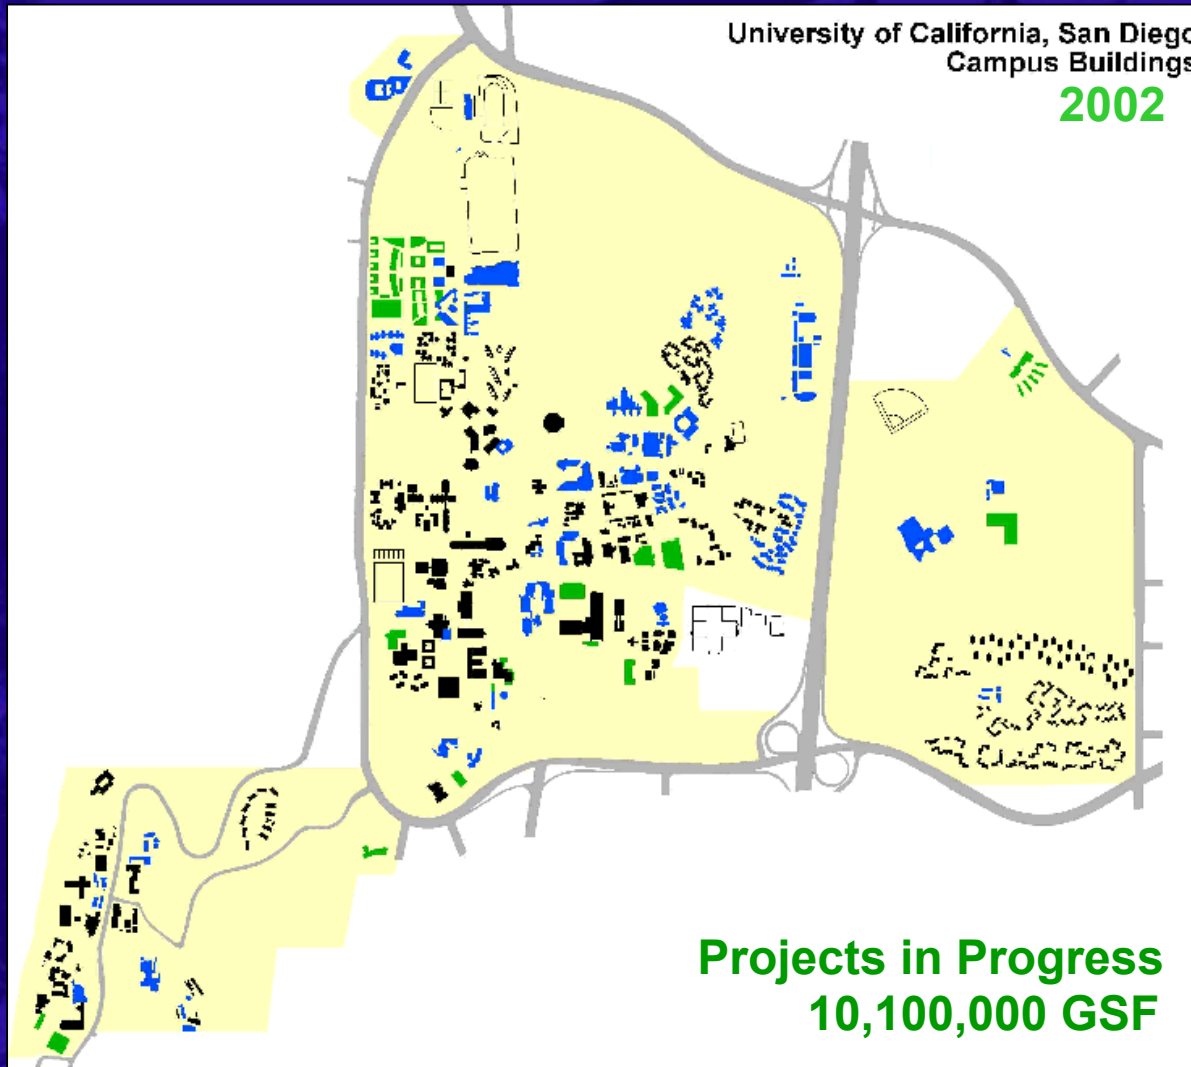 University of California, San Diego
Campus Buildings
2002
Projects in Progress
10,100,000 GSF